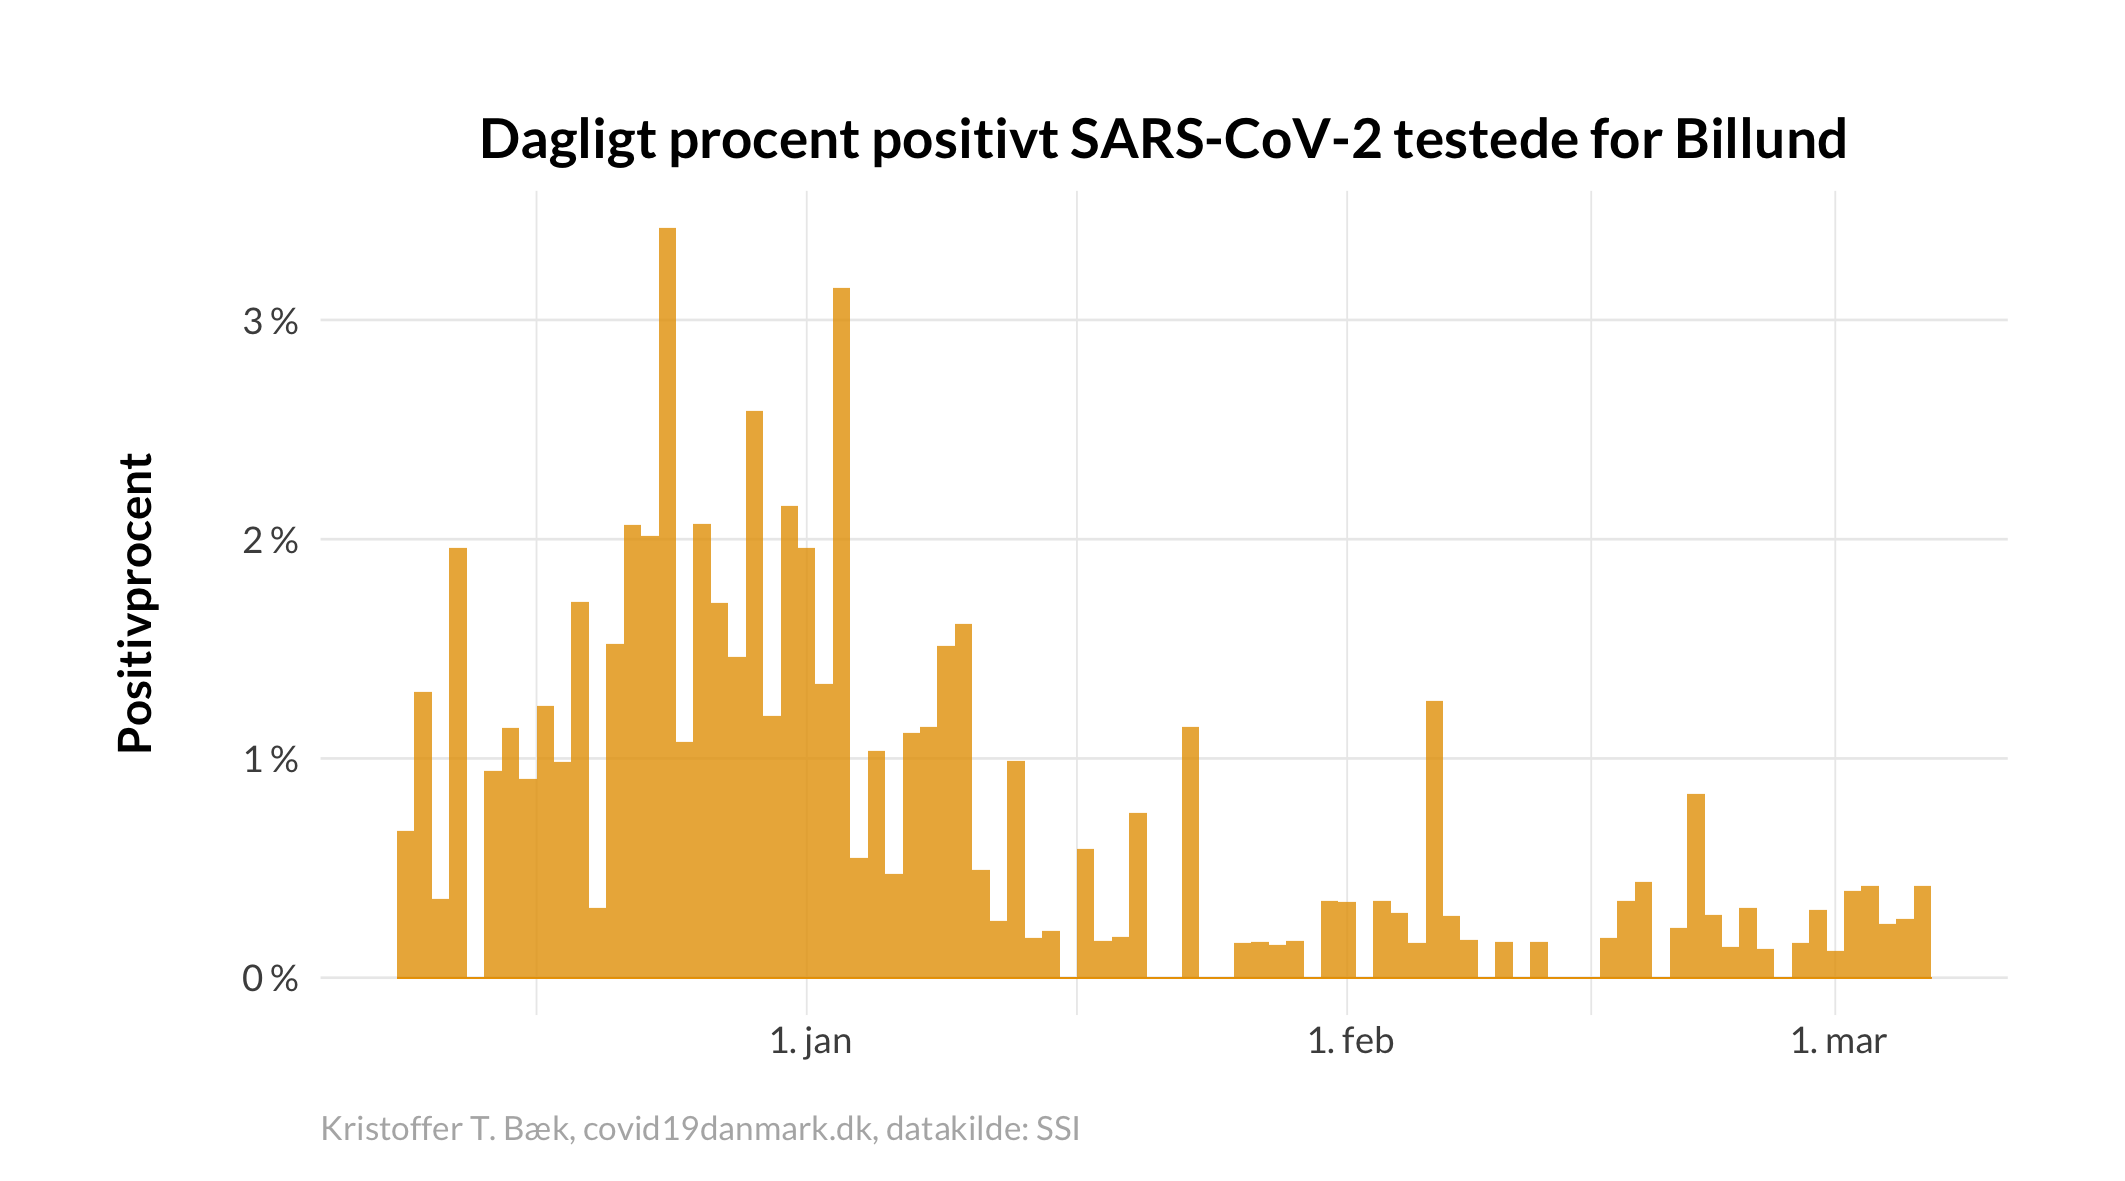 Dagligt procent positivt SARS-CoV-2 testede for Billund
Positivprocent
3 %
2 %
1 %
0 %
1. jan
1. feb
1. mar
Kristoffer T. Bæk, covid19danmark.dk, datakilde: SSI